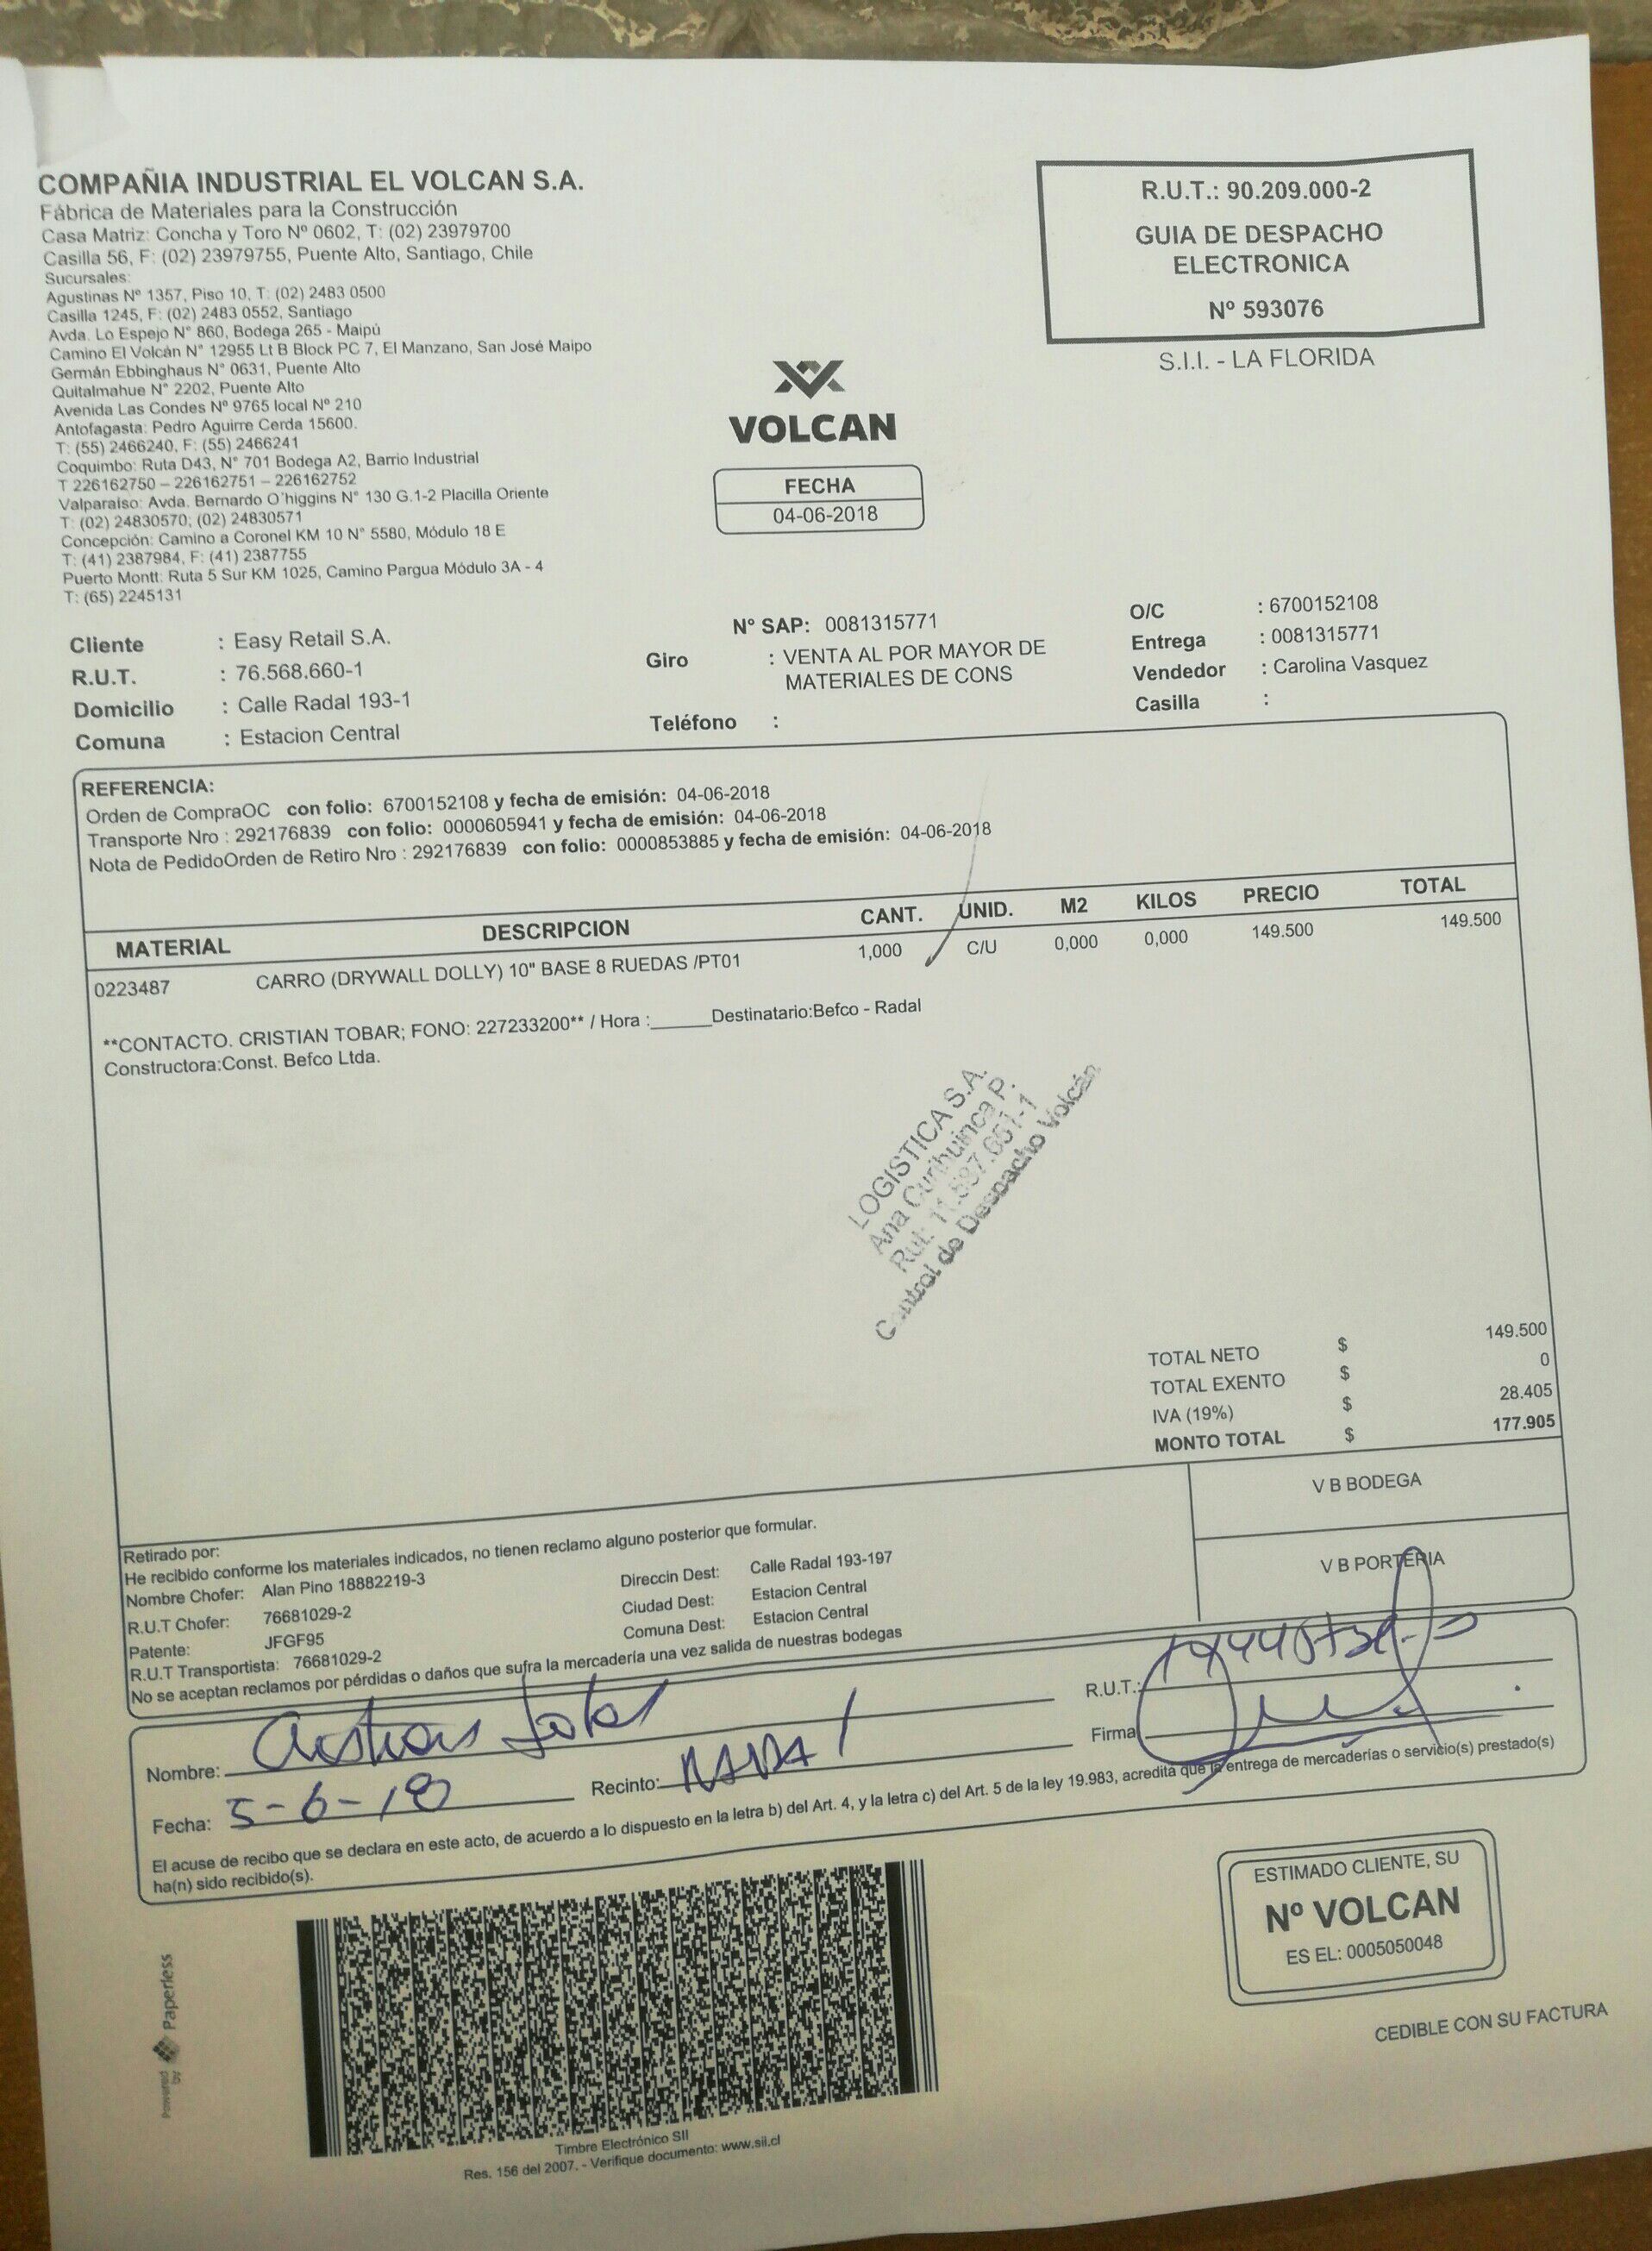 COMPAÑIA INDUSTRIAL EL VOLCAN S.A.
Fábrica de Materiales para la Construcción
Casa Matriz: Concha y Toro Nº 0602, T: (02) 23979700
Casilla 56, F: (02) 23979755, Puente Alto, Santiago, Chile
Sucursales:
Agustinas Nº 1357, Piso 10, T: (02) 2483 0500
Casilla 1245, F: (02) 2483 0552, Santiago
Avda. Lo Espejo N° 860, Bodega 265 - Maipú
Camino El Volcán N° 12955 Lt B Block PC 7, El Manzano, San José Maipo
Germán Ebbinghaus N° 0631, Puente Alto
Quitalmahue N° 2202, Puente Alto
Avenida Las Condes Nº 9765 local Nº 210
Antofagasta: Pedro Aguirre Cerda 15600.
T: (55) 2466240, F: (55) 2466241
Coquimbo: Ruta D43, N° 701 Bodega A2, Barrio Industrial
T 226162750 – 226162751 – 226162752
Valparaíso: Avda. Bernardo O´higgins N° 130 G.1-2 Placilla Oriente
T: (02) 24830570; (02) 24830571
Concepción: Camino a Coronel KM 10 N° 5580, Módulo 18 E
T: (41) 2387984, F: (41) 2387755
Puerto Montt: Ruta 5 Sur KM 1025, Camino Pargua Módulo 3A - 4
T: (65) 2245131
R.U.T.: 90.209.000-2
GUIA DE DESPACHO
ELECTRONICA
Nº 593076
S.I.I. - LA FLORIDA
VOLCAN
FECHA
04-06-2018
Cliente : Easy Retail S.A.
R.U.T. : 76.568.660-1
Domicilio : Calle Radal 193-1
Comuna : Estacion Central
N° SAP: 0081315771
Giro : VENTA AL POR MAYOR DE
MATERIALES DE CONS
Teléfono :
O/C : 6700152108
Entrega : 0081315771
Vendedor : Carolina Vasquez
Casilla :
REFERENCIA:
Orden de CompraOC con folio: 6700152108 y fecha de emisión: 04-06-2018
Transporte Nro : 292176839 con folio: 0000605941 y fecha de emisión: 04-06-2018
Nota de PedidoOrden de Retiro Nro : 292176839 con folio: 0000853885 y fecha de emisión: 04-06-2018
MATERIAL DESCRIPCION CANT. UNID. M2 KILOS PRECIO TOTAL
0223487 CARRO (DRYWALL DOLLY) 10" BASE 8 RUEDAS /PT01 1,000 C/U 0,000 0,000 149.500 149.500
**CONTACTO. CRISTIAN TOBAR; FONO: 227233200** / Hora :______Destinatario:Befco - Radal
Constructora:Const. Befco Ltda.
LOGISTICA S.A.
Ana Curihuinca P.
Rut:
Control de Despacho Volcán
TOTAL NETO $ 149.500
TOTAL EXENTO $ 0
IVA (19%) $ 28.405
MONTO TOTAL $ 177.905
V B BODEGA
V B PORTERIA
Retirado por:
He recibido conforme los materiales indicados, no tienen reclamo alguno posterior que formular.
Nombre Chofer: Alan Pino 18882219-3
R.U.T Chofer: 76681029-2
Patente: JFGF95
R.U.T Transportista: 76681029-2
Direccin Dest: Calle Radal 193-197
Ciudad Dest: Estacion Central
Comuna Dest: Estacion Central
No se aceptan reclamos por pérdidas o daños que sufra la mercadería una vez salida de nuestras bodegas
Nombre:
R.U.T.:
Fecha: 5-6-18
Recinto: RADAL
Firma
El acuse de recibo que se declara en este acto, de acuerdo a lo dispuesto en la letra b) del Art. 4, y la letra c) del Art. 5 de la ley 19.983, acredita que la entrega de mercaderías o servicio(s) prestado(s)
ha(n) sido recibido(s).
Powered by Paperless
Timbre Electrónico SII
Res. 156 del 2007. - Verifique documento: www.sii.cl
ESTIMADO CLIENTE, SU
Nº VOLCAN
ES EL: 0005050048
CEDIBLE CON SU FACTURA